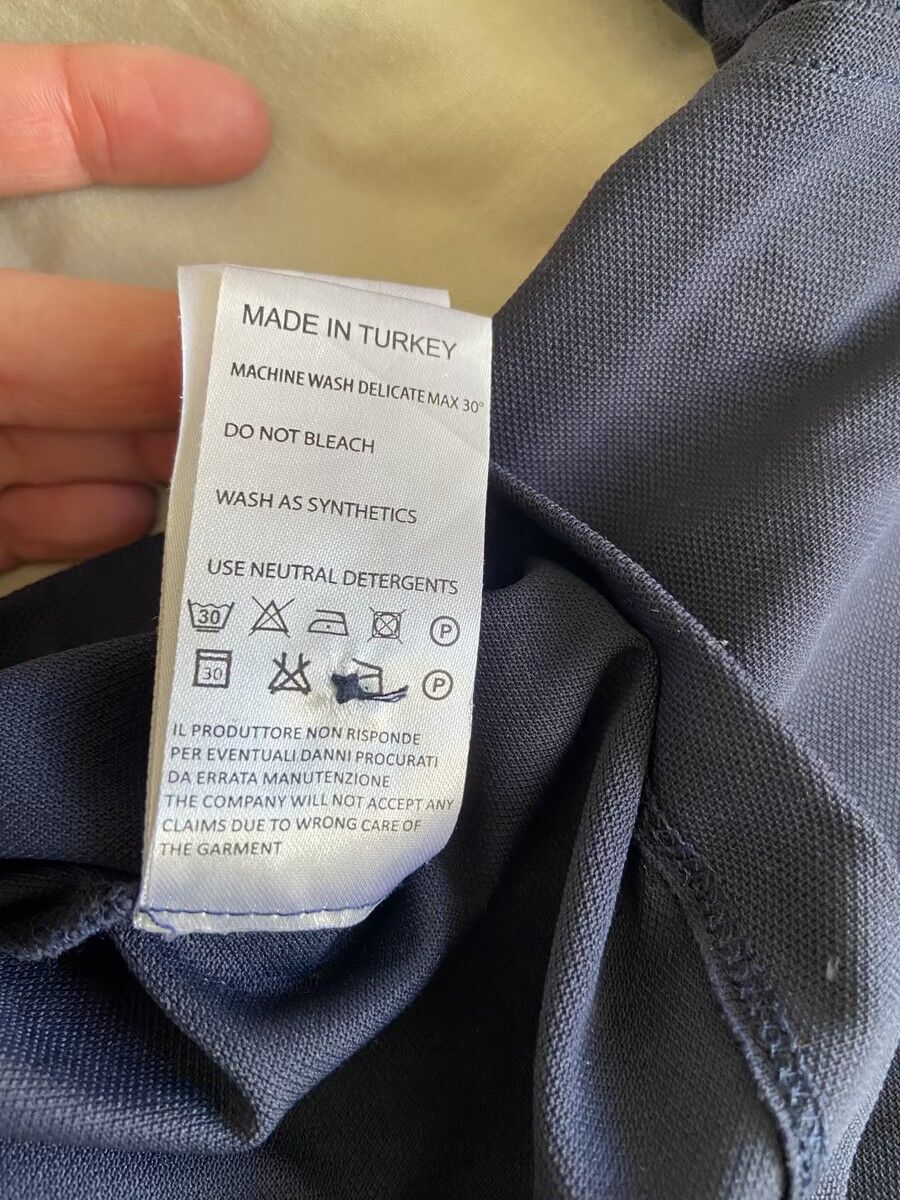 MADE IN TURKEY
MACHINE WASH DELICATE MAX 30°
DO NOT BLEACH
WASH AS SYNTHETICS
USE NEUTRAL DETERGENTS
30 P
30 P
IL PRODUTTORE NON RISPONDE
PER EVENTUALI DANNI PROCURATI
DA ERRATA MANUTENZIONE
THE COMPANY WILL NOT ACCEPT ANY
CLAIMS DUE TO WRONG CARE OF
THE GARMENT